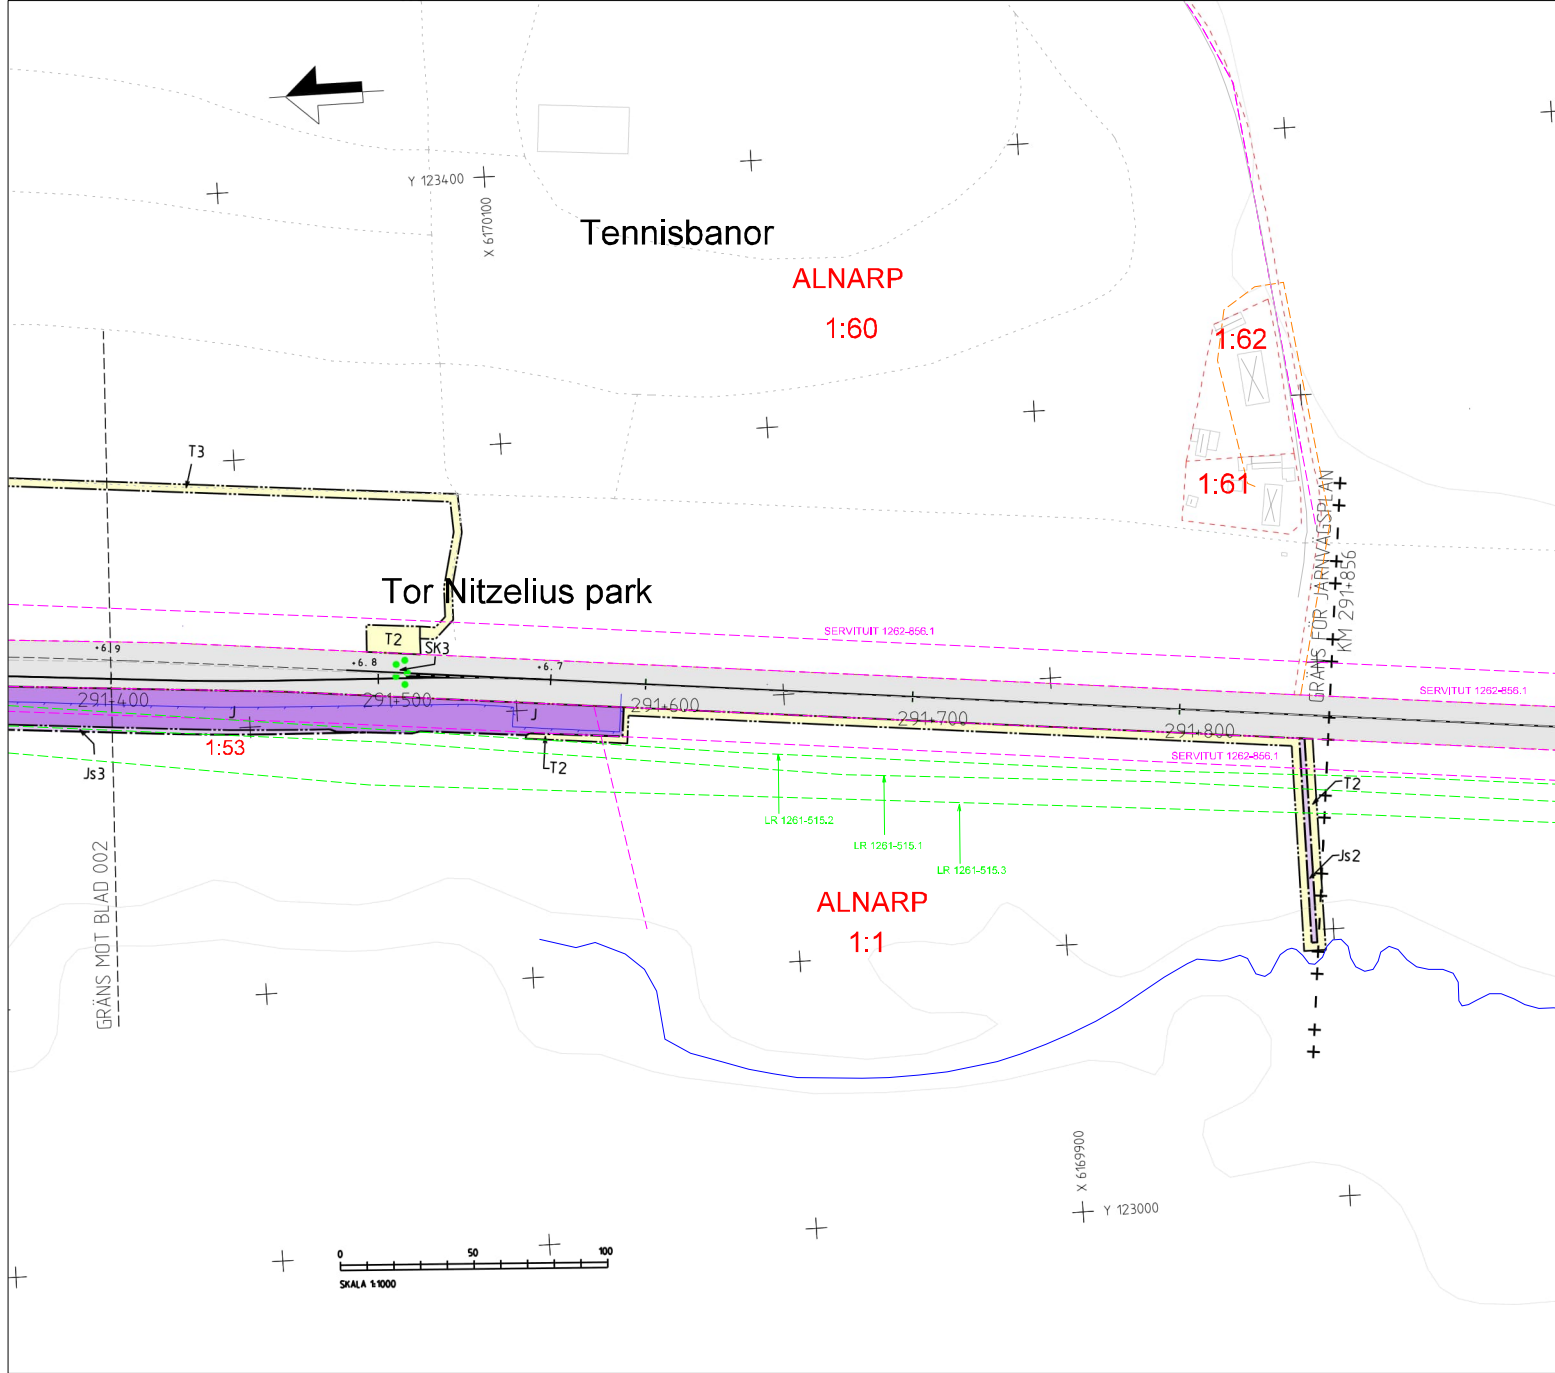 Y 123400
X 6170100
Tennisbanor
ALNARP
1:60
1:62
T3
1:61
GRÄNS FÖR JÄRNVÄGSPLAN
KM 291+856
Tor Nitzelius park
SERVITUIT 1262-856.1
T2
SK3
+6.9
+6.8
+6.7
SERVITUT 1262-856.1
291+400
291+500
291+600
291+700
291+800
J
J
1:53
SERVITUT 1262-856.1
Js3
T2
T2
LR 1261-515.2
LR 1261-515.1
Js2
LR 1261-515.3
GRÄNS MOT BLAD 002
ALNARP
1:1
X 6169900
Y 123000
0 50 100
SKALA 1:1000